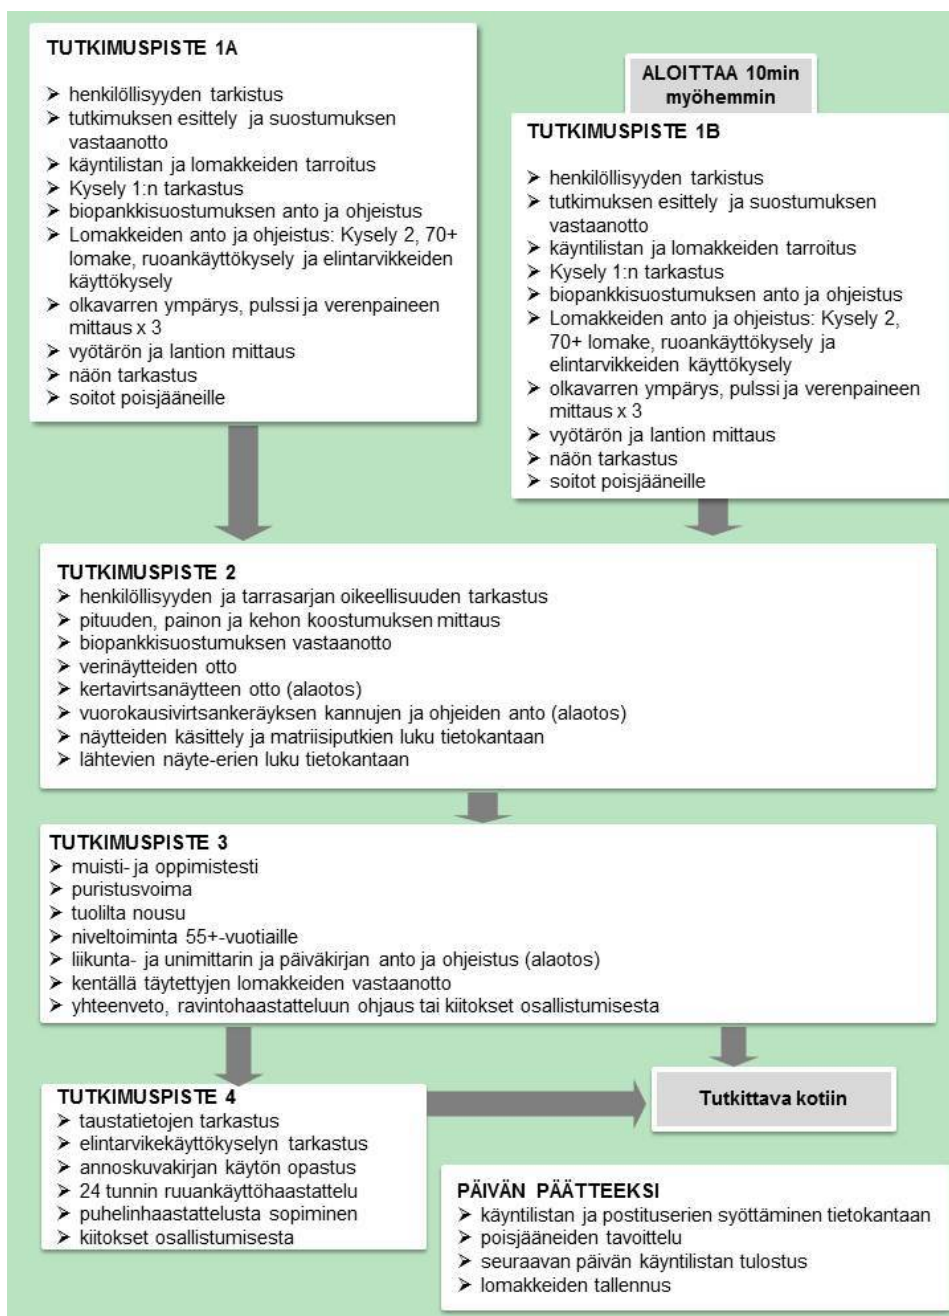 TUTKIMUSPISTE 1A
➢ henkilöllisyyden tarkistus
➢ tutkimuksen esittely ja suostumuksen
vastaanotto
➢ käyntilistan ja lomakkeiden tarroitus
➢ Kysely 1:n tarkastus
➢ biopankkisuostumuksen anto ja ohjeistus
➢ Lomakkeiden anto ja ohjeistus: Kysely 2, 70+
lomake, ruoankäyttökysely ja elintarvikkeiden
käyttökysely
➢ olkavarren ympärys, pulssi ja verenpaineen
mittaus x 3
➢ vyötärön ja lantion mittaus
➢ näön tarkastus
➢ soitot poisjääneille
ALOITTAA 10min
myöhemmin
TUTKIMUSPISTE 1B
➢ henkilöllisyyden tarkistus
➢ tutkimuksen esittely ja suostumuksen
vastaanotto
➢ käyntilistan ja lomakkeiden tarroitus
➢ Kysely 1:n tarkastus
➢ biopankkisuostumuksen anto ja ohjeistus
➢ Lomakkeiden anto ja ohjeistus: Kysely 2,
70+ lomake, ruoankäyttökysely ja
elintarvikkeiden käyttökysely
➢ olkavarren ympärys, pulssi ja verenpaineen
mittaus x 3
➢ vyötärön ja lantion mittaus
➢ näön tarkastus
➢ soitot poisjääneille
TUTKIMUSPISTE 2
➢ henkilöllisyyden ja tarrasarjan oikeellisuuden tarkastus
➢ pituuden, painon ja kehon koostumuksen mittaus
➢ biopankkisuostumuksen vastaanotto
➢ verinäytteiden otto
➢ kertavirtsanäytteen otto (alaotos)
➢ vuorokausivirtsankeräyksen kannujen ja ohjeiden anto (alaotos)
➢ näytteiden käsittely ja matriisiputkien luku tietokantaan
➢ lähtevien näyte-erien luku tietokantaan
TUTKIMUSPISTE 3
➢ muisti- ja oppimistesti
➢ puristusvoima
➢ tuolilta nousu
➢ niveltoiminta 55+-vuotiaille
➢ liikunta- ja unimittarin ja päiväkirjan anto ja ohjeistus (alaotos)
➢ kentällä täytettyjen lomakkeiden vastaanotto
➢ yhteenveto, ravintohaastatteluun ohjaus tai kiitokset osallistumisesta
TUTKIMUSPISTE 4
➢ taustatietojen tarkastus
➢ elintarvikekäyttökyselyn tarkastus
➢ annoskuvakirjan käytön opastus
➢ 24 tunnin ruuankäyttöhaastattelu
➢ puhelinhaastattelusta sopiminen
➢ kiitokset osallistumisesta
Tutkittava kotiin
PÄIVÄN PÄÄTTEEKSI
➢ käyntilistan ja postituserien syöttäminen tietokantaan
➢ poisjääneiden tavoittelu
➢ seuraavan päivän käyntilistan tulostus
➢ lomakkeiden tallennus